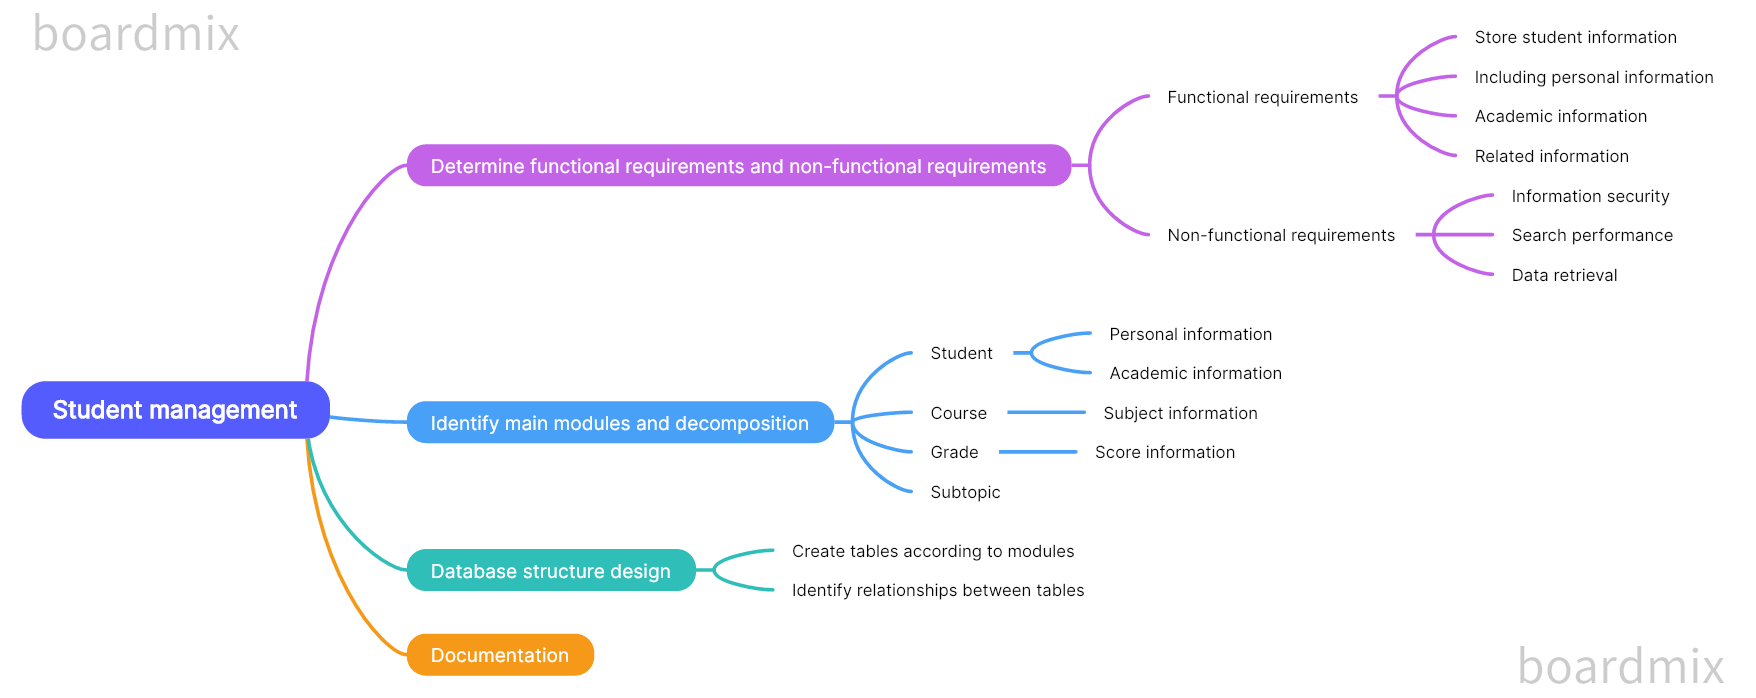 boardmix
Store student information
Including personal information
Functional requirements
Academic information
Related information
Determine functional requirements and non-functional requirements
Information security
Non-functional requirements
Search performance
Data retrieval
Student management
Personal information
Student
Academic information
Identify main modules and decomposition
Course
Subject information
Grade
Score information
Subtopic
Database structure design
Create tables according to modules
Identify relationships between tables
Documentation
boardmix